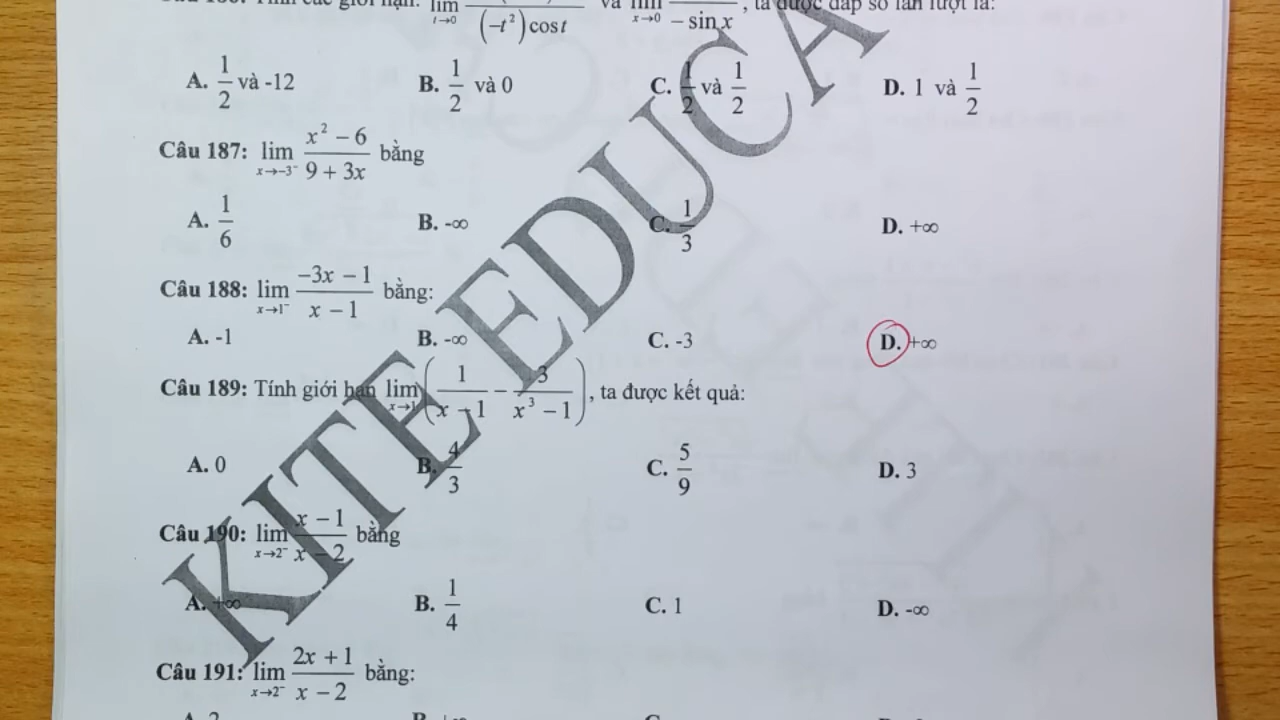 lim t→0 (−t²)cost và lim x→0 −sin x, ta được đáp số lần lượt là:
A. 1/2 và -12 B. 1/2 và 0 C. 1/2 và 1/2 D. 1 và 1/2
Câu 187: lim x→−3⁻ (x² − 6)/(9 + 3x) bằng
A. 1/6 B. -∞ C. 1/3 D. +∞
Câu 188: lim x→1⁻ (−3x − 1)/(x − 1) bằng:
A. -1 B. -∞ C. -3 D. +∞
Câu 189: Tính giới hạn lim x→1 (1/(x − 1) − 3/(x³ − 1)), ta được kết quả:
A. 0 B. 4/3 C. 5/9 D. 3
Câu 190: lim x→2⁻ (x − 1)/(x − 2) bằng
A. +∞ B. 1/4 C. 1 D. -∞
Câu 191: lim x→2⁻ (2x + 1)/(x − 2) bằng:
KITE EDUCA